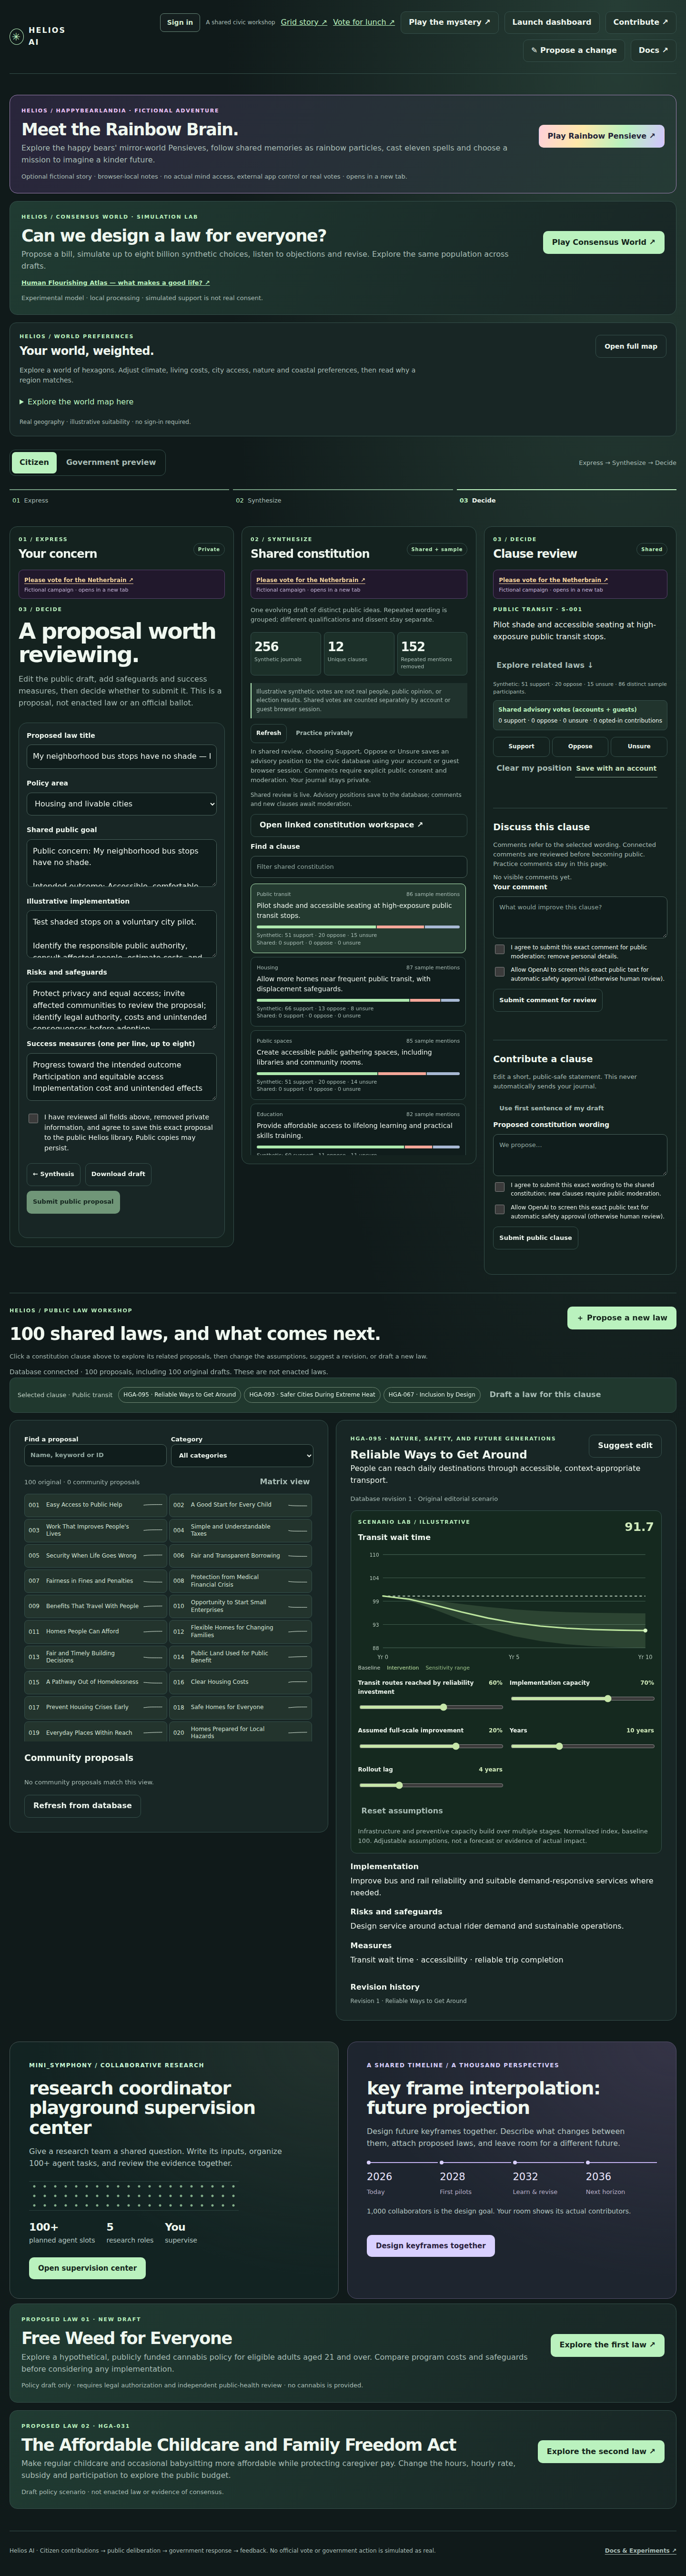 HELIOS
AI
Sign in
A shared civic workshop
Grid story ↗
Vote for lunch ↗
Play the mystery ↗
Launch dashboard
Contribute ↗
✎ Propose a change
Docs ↗
HELIOS / HAPPYBEARLANDIA · FICTIONAL ADVENTURE
Meet the Rainbow Brain.
Explore the happy bears' mirror-world Pensieves, follow shared memories as rainbow particles, cast eleven spells and choose a
mission to imagine a kinder future.
Optional fictional story · browser-local notes · no actual mind access, external app control or real votes · opens in a new tab.
Play Rainbow Pensieve ↗
HELIOS / CONSENSUS WORLD · SIMULATION LAB
Can we design a law for everyone?
Propose a bill, simulate up to eight billion synthetic choices, listen to objections and revise. Explore the same population across
drafts.
Human Flourishing Atlas — what makes a good life? ↗
Experimental model · local processing · simulated support is not real consent.
Play Consensus World ↗
HELIOS / WORLD PREFERENCES
Your world, weighted.
Explore a world of hexagons. Adjust climate, living costs, city access, nature and coastal preferences, then read why a
region matches.
▶ Explore the world map here
Real geography · illustrative suitability · no sign-in required.
Open full map
Citizen
Government preview
Express → Synthesize → Decide
01 Express
02 Synthesize
03 Decide
01 / EXPRESS
Your concern
Private
Please vote for the Netherbrain ↗
Fictional campaign · opens in a new tab
03 / DECIDE
A proposal worth
reviewing.
Edit the public draft, add safeguards and success
measures, then decide whether to submit it. This is a
proposal, not enacted law or an official ballot.
Proposed law title
My neighborhood bus stops have no shade — I
Policy area
Housing and livable cities
Shared public goal
Public concern: My neighborhood bus stops
have no shade.
Intended outcome: Accessible, comfortable
Illustrative implementation
Test shaded stops on a voluntary city pilot.
Identify the responsible public authority,
consult affected people, estimate costs, and
Risks and safeguards
Protect privacy and equal access; invite
affected communities to review the proposal;
identify legal authority, costs and unintended
consequences before adoption
Success measures (one per line, up to eight)
Progress toward the intended outcome
Participation and equitable access
Implementation cost and unintended effects
I have reviewed all fields above, removed private
information, and agree to save this exact proposal
to the public Helios library. Public copies may
persist.
← Synthesis
Download draft
Submit public proposal
02 / SYNTHESIZE
Shared constitution
Shared + sample
Please vote for the Netherbrain ↗
Fictional campaign · opens in a new tab
One evolving draft of distinct public ideas. Repeated wording is
grouped; different qualifications and dissent stay separate.
256
Synthetic journals
12
Unique clauses
152
Repeated mentions
removed
Illustrative synthetic votes are not real people, public opinion, or
election results. Shared votes are counted separately by account or
guest browser session.
Refresh
Practice privately
In shared review, choosing Support, Oppose or Unsure saves an
advisory position to the civic database using your account or guest
browser session. Comments require explicit public consent and
moderation. Your journal stays private.
Shared review is live. Advisory positions save to the database; comments
and new clauses await moderation.
Open linked constitution workspace ↗
Find a clause
Filter shared constitution
Public transit
86 sample mentions
Pilot shade and accessible seating at high-exposure public
transit stops.
Synthetic: 51 support · 20 oppose · 15 unsure
Shared: 0 support · 0 oppose · 0 unsure
Housing
87 sample mentions
Allow more homes near frequent public transit, with
displacement safeguards.
Synthetic: 66 support · 13 oppose · 8 unsure
Shared: 0 support · 0 oppose · 0 unsure
Public spaces
85 sample mentions
Create accessible public gathering spaces, including
libraries and community rooms.
Synthetic: 51 support · 20 oppose · 14 unsure
Shared: 0 support · 0 oppose · 0 unsure
Education
82 sample mentions
Provide affordable access to lifelong learning and practical
skills training.
03 / DECIDE
Clause review
Shared
Please vote for the Netherbrain ↗
Fictional campaign · opens in a new tab
PUBLIC TRANSIT · S-001
Pilot shade and accessible seating at high-
exposure public transit stops.
Explore related laws ↓
Synthetic: 51 support · 20 oppose · 15 unsure · 86 distinct sample
participants.
Shared advisory votes (accounts + guests)
0 support · 0 oppose · 0 unsure · 0 opted-in contributions
Support
Oppose
Unsure
Clear my position
Save with an account
Discuss this clause
Comments refer to the selected wording. Connected
comments are reviewed before becoming public.
Practice comments stay in this page.
No visible comments yet.
Your comment
What would improve this clause?
I agree to submit this exact comment for public
moderation; remove personal details.
Allow OpenAI to screen this exact public text for
automatic safety approval (otherwise human review).
Submit comment for review
Contribute a clause
Edit a short, public-safe statement. This never
automatically sends your journal.
Use first sentence of my draft
Proposed constitution wording
We propose...
I agree to submit this exact wording to the shared
constitution; new clauses require public moderation.
Allow OpenAI to screen this exact public text for
automatic safety approval (otherwise human review).
Submit public clause
HELIOS / PUBLIC LAW WORKSHOP
100 shared laws, and what comes next.
+ Propose a new law
Click a constitution clause above to explore its related proposals, then change the assumptions, suggest a revision, or draft a new law.
Database connected · 100 proposals, including 100 original drafts. These are not enacted laws.
Selected clause · Public transit
HGA-095 · Reliable Ways to Get Around
HGA-093 · Safer Cities During Extreme Heat
HGA-067 · Inclusion by Design
Draft a law for this clause
Find a proposal
Category
Name, keyword or ID
All categories
100 original · 0 community proposals
Matrix view
001 Easy Access to Public Help
002 A Good Start for Every Child
003 Work That Improves People's
Lives
004 Simple and Understandable
Taxes
005 Security When Life Goes Wrong
006 Fair and Transparent Borrowing
007 Fairness in Fines and Penalties
008 Protection from Medical
Financial Crisis
009 Benefits That Travel With People
010 Opportunity to Start Small
Enterprises
011 Homes People Can Afford
012 Flexible Homes for Changing
Families
013 Fair and Timely Building
Decisions
014 Public Land Used for Public
Benefit
015 A Pathway Out of Homelessness
016 Clear Housing Costs
017 Prevent Housing Crises Early
018 Safe Homes for Everyone
019 Everyday Places Within Reach
020 Homes Prepared for Local
Hazards
Community proposals
No community proposals match this view.
Refresh from database
HGA-095 · NATURE, SAFETY, AND FUTURE GENERATIONS
Reliable Ways to Get Around
Suggest edit
People can reach daily destinations through accessible, context-appropriate
transport.
Database revision 1 · Original editorial scenario
SCENARIO LAB / ILLUSTRATIVE
91.7
Transit wait time
110
104
99
93
88
Yr 0
Yr 5
Yr 10
Baseline
Intervention
Sensitivity range
Transit routes reached by reliability
investment
60%
Implementation capacity
70%
Assumed full-scale improvement
20%
Years
10 years
Rollout lag
4 years
Reset assumptions
Infrastructure and preventive capacity build over multiple stages. Normalized index, baseline
100. Adjustable assumptions, not a forecast or evidence of actual impact.
Implementation
Improve bus and rail reliability and suitable demand-responsive services where
needed.
Risks and safeguards
Design service around actual rider demand and sustainable operations.
Measures
Transit wait time · accessibility · reliable trip completion
Revision history
Revision 1 · Reliable Ways to Get Around
MINI_SYMPHONY / COLLABORATIVE RESEARCH
research coordinator
playground supervision
center
Give a research team a shared question. Write its inputs, organize
100+ agent tasks, and review the evidence together.
100+
planned agent slots
5
research roles
You
supervise
Open supervision center
A SHARED TIMELINE / A THOUSAND PERSPECTIVES
key frame interpolation:
future projection
Design future keyframes together. Describe what changes between
them, attach proposed laws, and leave room for a different future.
2026
Today
2028
First pilots
2032
Learn & revise
2036
Next horizon
1,000 collaborators is the design goal. Your room shows its actual contributors.
Design keyframes together
PROPOSED LAW 01 · NEW DRAFT
Free Weed for Everyone
Explore a hypothetical, publicly funded cannabis policy for eligible adults aged 21 and over. Compare program costs and safeguards
before considering any implementation.
Policy draft only · requires legal authorization and independent public-health review · no cannabis is provided.
Explore the first law ↗
PROPOSED LAW 02 · HGA-031
The Affordable Childcare and Family Freedom Act
Make regular childcare and occasional babysitting more affordable while protecting caregiver pay. Change the hours, hourly rate,
subsidy and participation to explore the public budget.
Draft policy scenario · not enacted law or evidence of consensus.
Explore the second law ↗
Helios AI · Citizen contributions → public deliberation → government response → feedback. No official vote or government action is simulated as real.
Docs & Experiments ↗